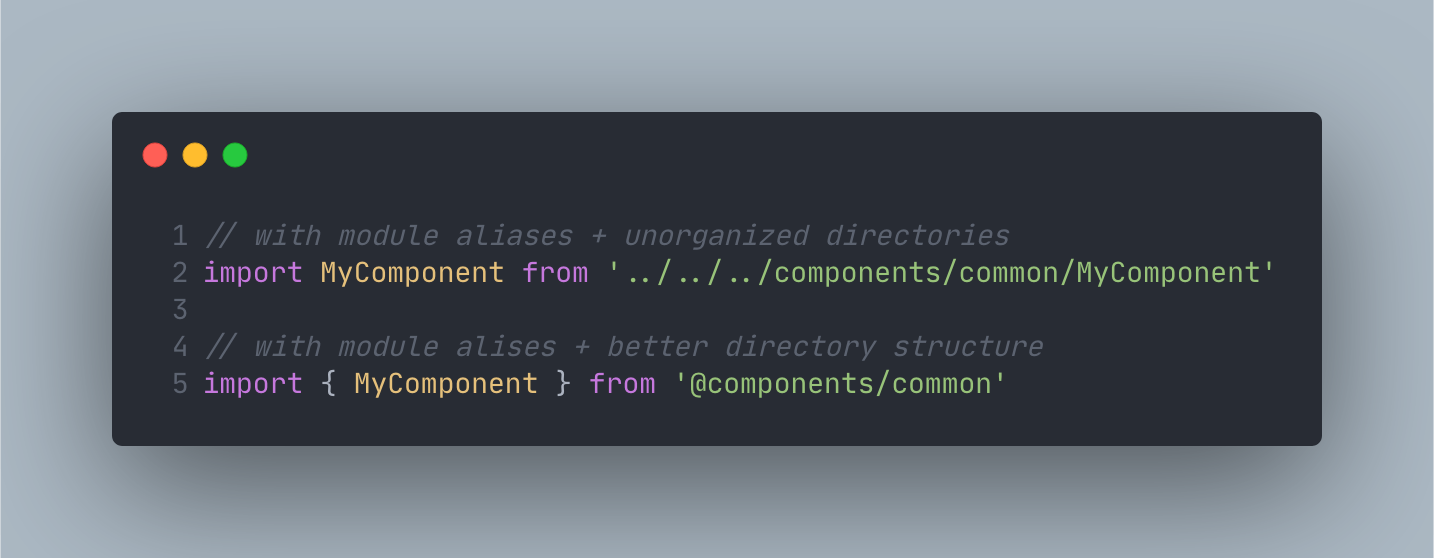 1 // with module aliases + unorganized directories
2 import MyComponent from '../../../components/common/MyComponent'
3
4 // with module alises + better directory structure
5 import { MyComponent } from '@components/common'